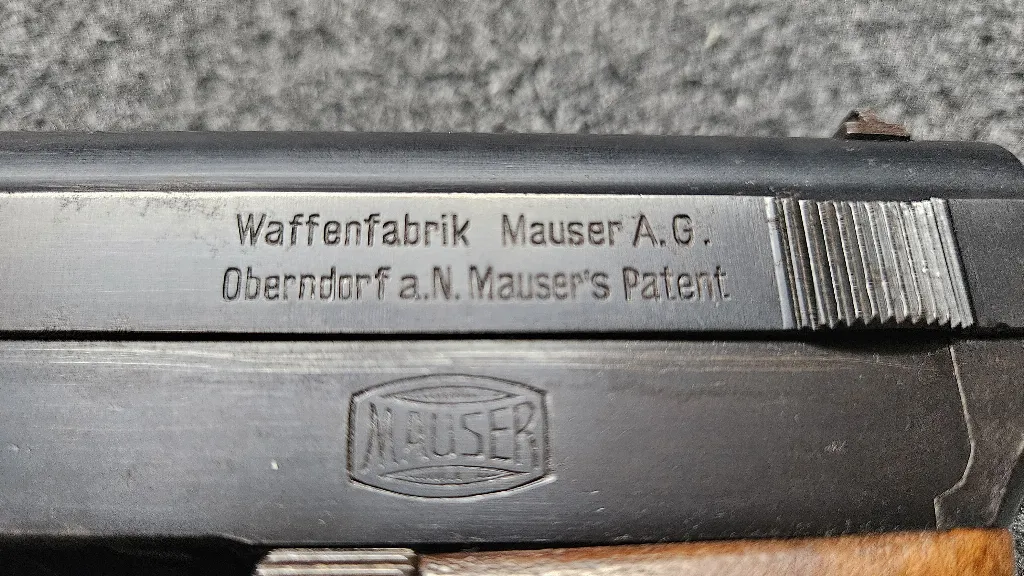 Waffenfabrik Mauser A.G.
Oberndorf a.N. Mauser's Patent
MAUSER